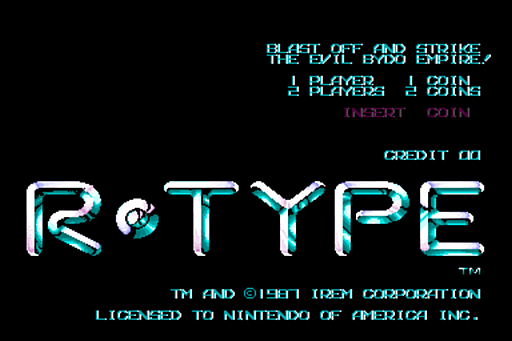 BLAST OFF AND STRIKE
THE EVIL BYDO EMPIRE!
1 PLAYER 1 COIN
2 PLAYERS 2 COINS
INSERT COIN
CREDIT 00
R•TYPE
TM
TM AND ©1987 IREM CORPORATION
LICENSED TO NINTENDO OF AMERICA INC.